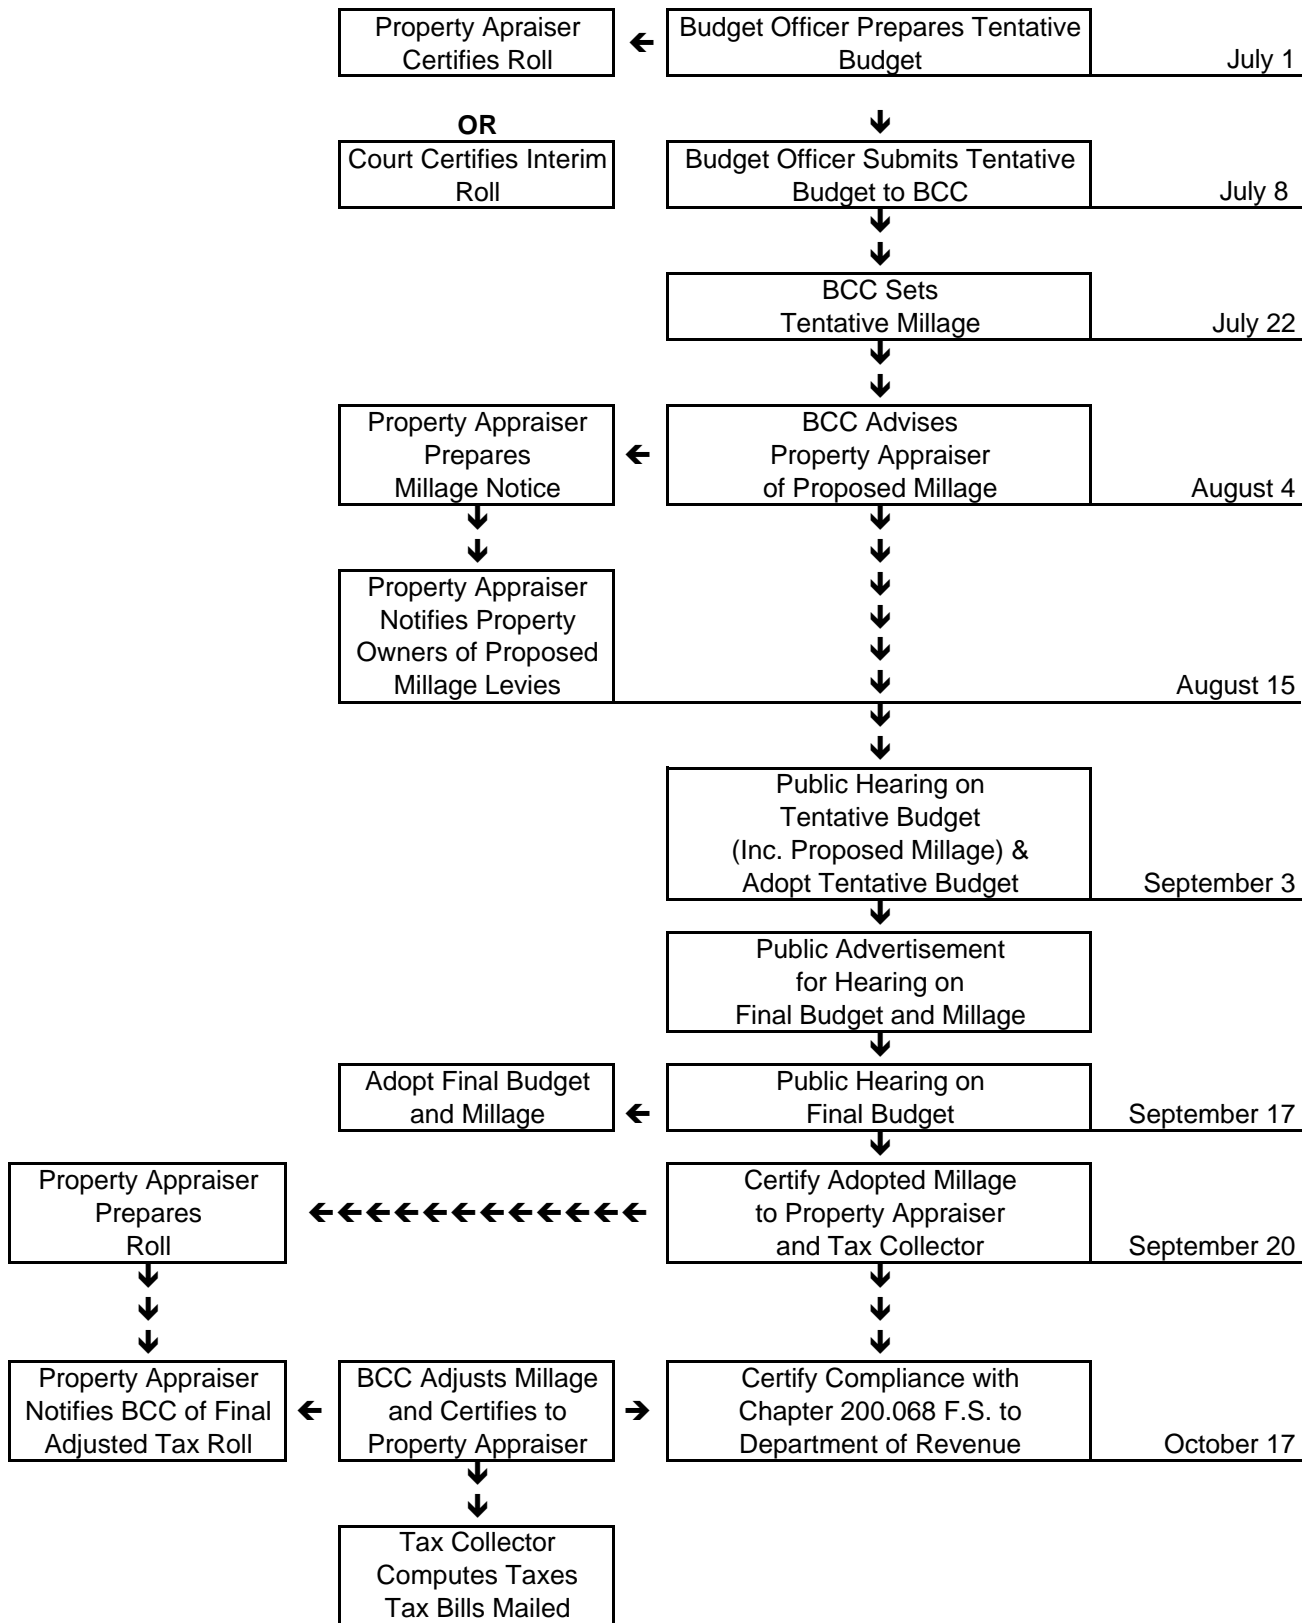 Property Apraiser
Certifies Roll
Budget Officer Prepares Tentative
Budget
July 1
OR
Court Certifies Interim
Roll
Budget Officer Submits Tentative
Budget to BCC
July 8
BCC Sets
Tentative Millage
July 22
Property Appraiser
Prepares
Millage Notice
BCC Advises
Property Appraiser
of Proposed Millage
August 4
Property Appraiser
Notifies Property
Owners of Proposed
Millage Levies
August 15
Public Hearing on
Tentative Budget
(Inc. Proposed Millage) &
Adopt Tentative Budget
September 3
Public Advertisement
for Hearing on
Final Budget and Millage
Adopt Final Budget
and Millage
Public Hearing on
Final Budget
September 17
Property Appraiser
Prepares
Roll
Certify Adopted Millage
to Property Appraiser
and Tax Collector
September 20
Property Appraiser
Notifies BCC of Final
Adjusted Tax Roll
BCC Adjusts Millage
and Certifies to
Property Appraiser
Certify Compliance with
Chapter 200.068 F.S. to
Department of Revenue
October 17
Tax Collector
Computes Taxes
Tax Bills Mailed